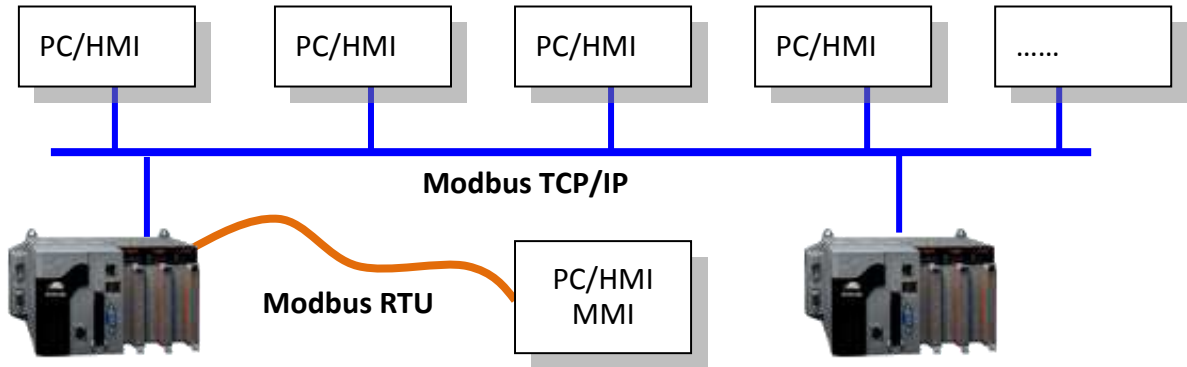 PC/HMI
PC/HMI
PC/HMI
PC/HMI
......
Modbus TCP/IP
Modbus RTU
PC/HMI
MMI